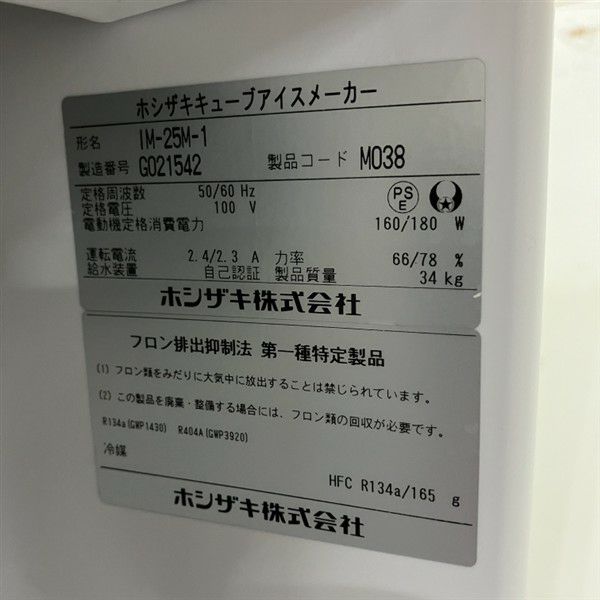 ホシザキキューブアイスメーカー
形名 IM-25M-1
製造番号 G021542 製品コード M038
定格周波数 50/60 Hz
定格電圧 100 V
PS E
電動機定格消費電力 160/180 W
運転電流 2.4/2.3 A 力率 66/78 %
給水装置 自己認証 製品質量 34 kg
ホシザキ株式会社
フロン排出抑制法 第一種特定製品
(1) フロン類をみだりに大気中に放出することは禁じられています。
(2) この製品を廃棄・整備する場合には、フロン類の回収が必要です。
R134a(GWP1430) R404A(GWP3920)
冷媒
HFC R134a/165 g
ホシザキ株式会社